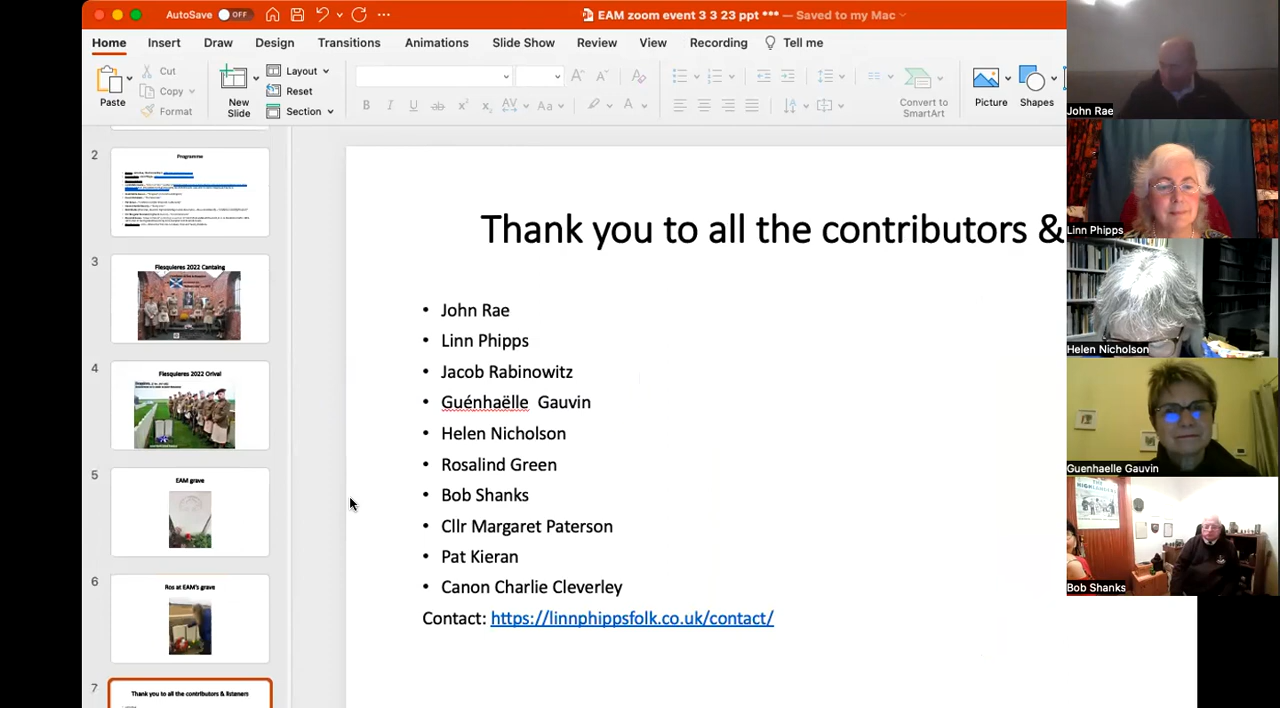 AutoSave OFF
EAM zoom event 3 3 23 ppt *** — Saved to my Mac
Home Insert Draw Design Transitions Animations Slide Show Review View Recording Tell me
Paste
Cut
Copy
Format
New
Slide
Layout
Reset
Section
Convert to
SmartArt
Picture
Shapes
2
Programme
3
Flesquieres 2022 Cantaing
4
Flesquieres 2022 Orival
5
EAM grave
6
Ros at EAM's grave
7
Thank you to all the contributors & listeners
Thank you to all the contributors &
• John Rae
• Linn Phipps
• Jacob Rabinowitz
• Guénhaëlle Gauvin
• Helen Nicholson
• Rosalind Green
• Bob Shanks
• Cllr Margaret Paterson
• Pat Kieran
• Canon Charlie Cleverley
Contact: https://linnphippsfolk.co.uk/contact/
John Rae
Linn Phipps
Helen Nicholson
Guenhaelle Gauvin
THE
HIGHLANDERS
Bob Shanks